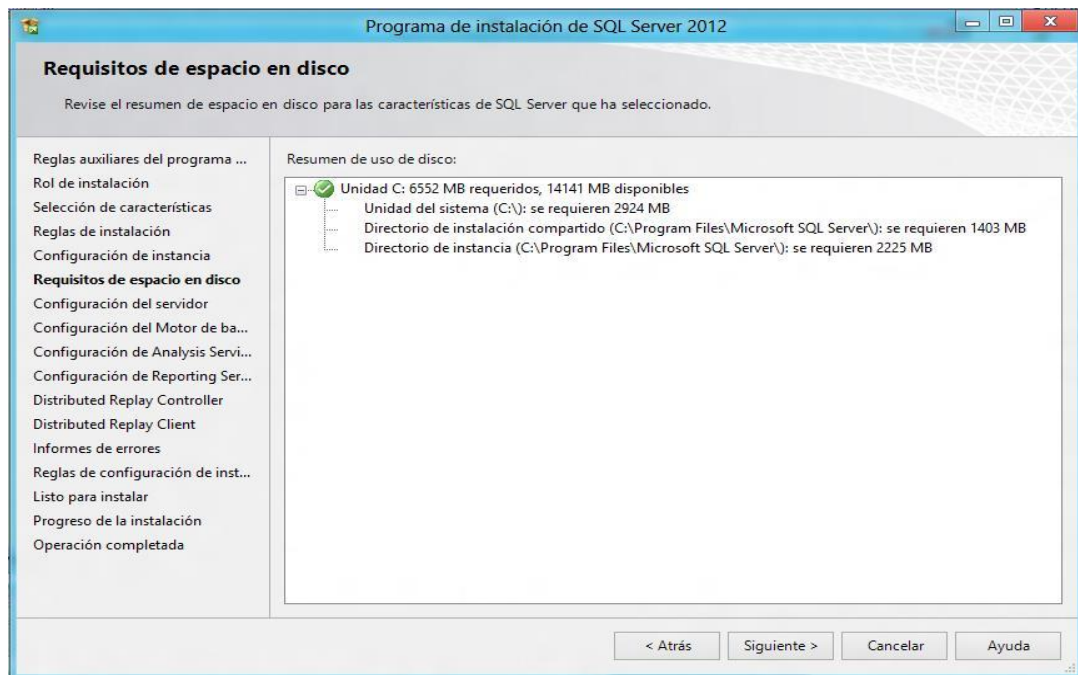 Programa de instalación de SQL Server 2012
Requisitos de espacio en disco
Revise el resumen de espacio en disco para las características de SQL Server que ha seleccionado.
Reglas auxiliares del programa ...
Rol de instalación
Selección de características
Reglas de instalación
Configuración de instancia
Requisitos de espacio en disco
Configuración del servidor
Configuración del Motor de ba...
Configuración de Analysis Servi...
Configuración de Reporting Ser...
Distributed Replay Controller
Distributed Replay Client
Informes de errores
Reglas de configuración de inst...
Listo para instalar
Progreso de la instalación
Operación completada
Resumen de uso de disco:
Unidad C: 6552 MB requeridos, 14141 MB disponibles
Unidad del sistema (C:\): se requieren 2924 MB
Directorio de instalación compartido (C:\Program Files\Microsoft SQL Server\): se requieren 1403 MB
Directorio de instancia (C:\Program Files\Microsoft SQL Server\): se requieren 2225 MB
< Atrás
Siguiente >
Cancelar
Ayuda